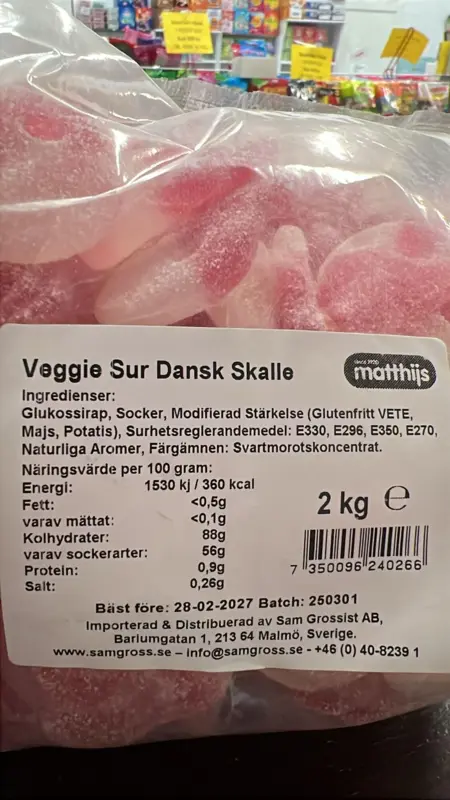 Veggie Sur Dansk Skalle
since 1920
matthijs
Ingredienser:
Glukossirap, Socker, Modifierad Stärkelse (Glutenfritt VETE,
Majs, Potatis), Surhetsreglerandemedel: E330, E296, E350, E270,
Naturliga Aromer, Färgämnen: Svartmorotskoncentrat.
Näringsvärde per 100 gram:
Energi: 1530 kj / 360 kcal
Fett: <0,5g
varav mättat: <0,1g
Kolhydrater: 88g
varav sockerarter: 56g
Protein: 0,9g
Salt: 0,26g
2 kg ℮
7 350096 240266
Bäst före: 28-02-2027 Batch: 250301
Importerad & Distribuerad av Sam Grossist AB,
Bariumgatan 1, 213 64 Malmö, Sverige.
www.samgross.se – info@samgross.se - +46 (0) 40-8239 1